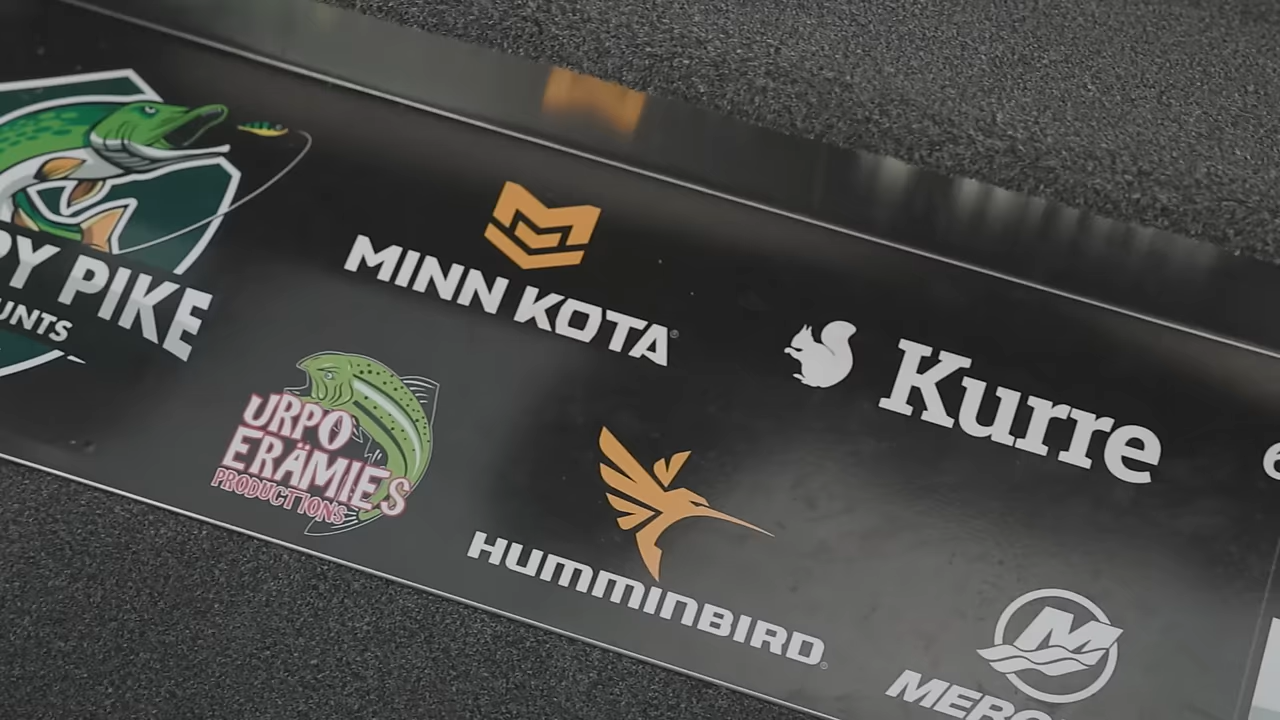 PIKE
MINN KOTA
Kurre
URPO
ERÄMIES
PRODUCTIONS
HUMMINBIRD